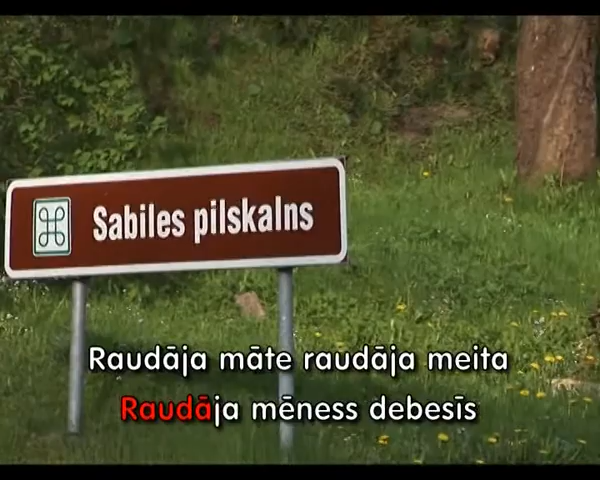 Sabiles pilskalns
Raudāja māte raudāja meita
Raudāja mēness debesīs